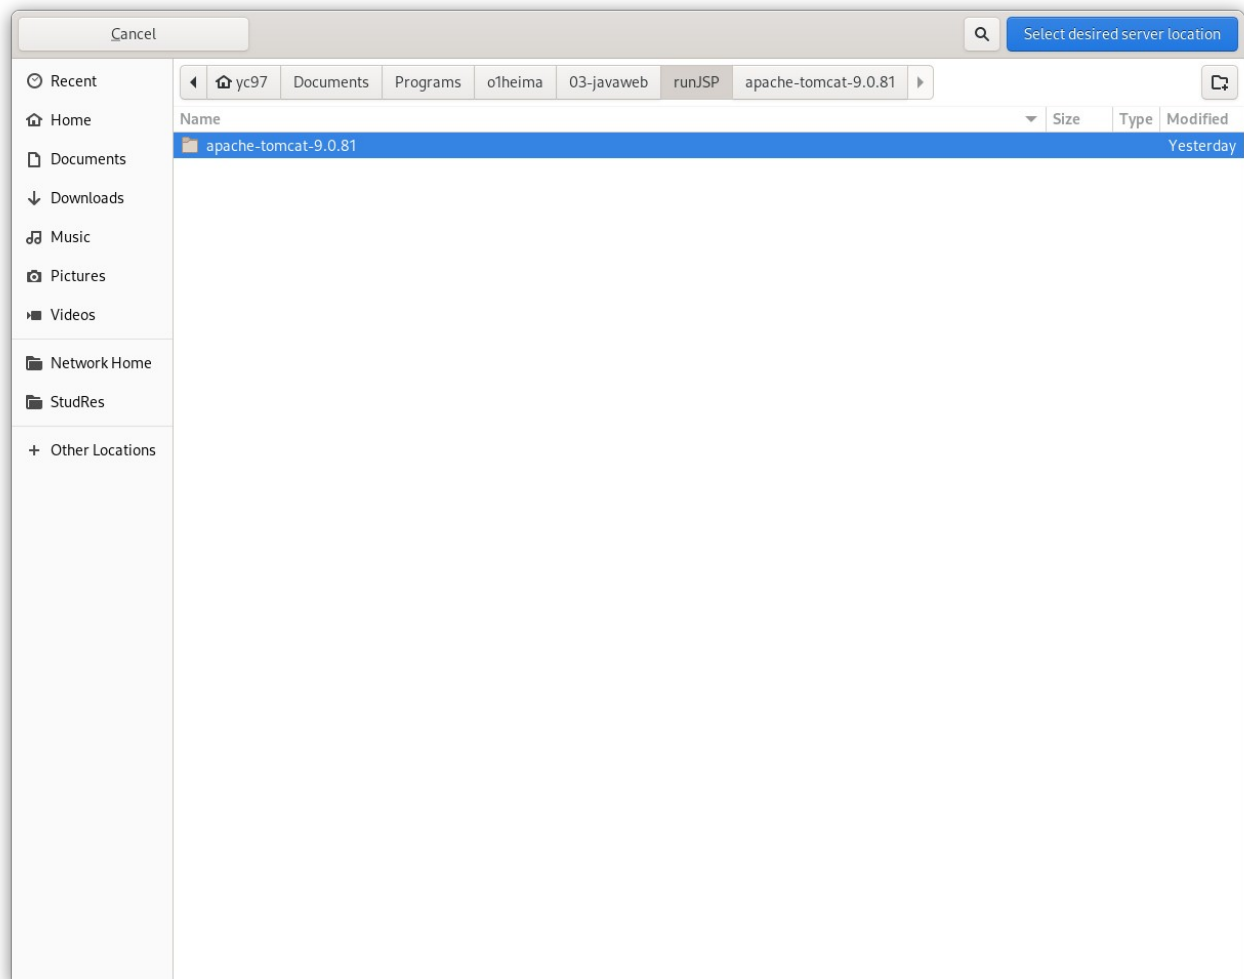 Cancel
Select desired server location
Recent
Home
Documents
Downloads
Music
Pictures
Videos
Network Home
StudRes
Other Locations
yc97 Documents Programs o1heima 03-javaweb runJSP apache-tomcat-9.0.81
Name Size Type Modified
apache-tomcat-9.0.81 Yesterday